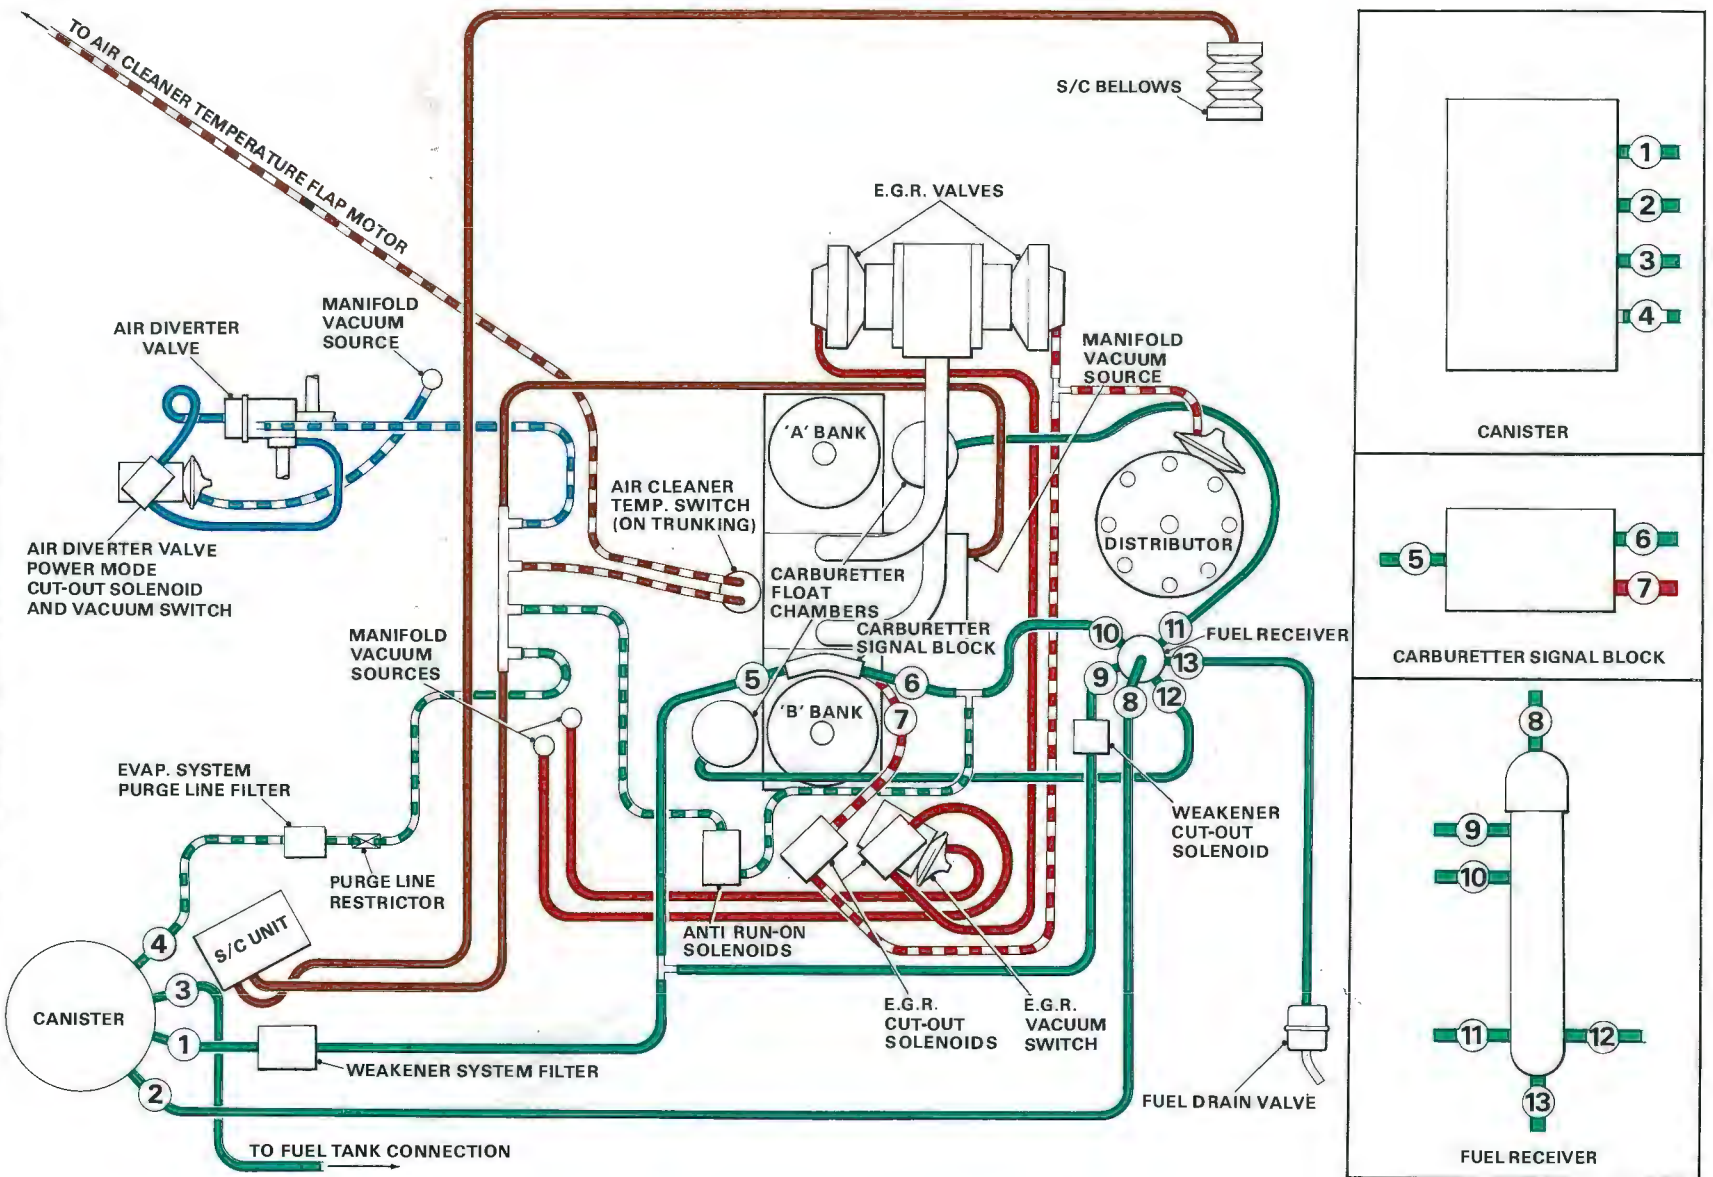 TO AIR CLEANER TEMPERATURE FLAP MOTOR
S/C BELLOWS
E.G.R. VALVES
MANIFOLD
VACUUM
SOURCE
AIR DIVERTER
VALVE
MANIFOLD
VACUUM
SOURCE
'A' BANK
AIR CLEANER
TEMP. SWITCH
(ON TRUNKING)
DISTRIBUTOR
AIR DIVERTER VALVE
POWER MODE
CUT-OUT SOLENOID
AND VACUUM SWITCH
CARBURETTER
FLOAT
CHAMBERS
CARBURETTER
SIGNAL BLOCK
MANIFOLD
VACUUM
SOURCES
10
11
FUEL RECEIVER
13
9
12
8
5
6
7
'B' BANK
EVAP. SYSTEM
PURGE LINE FILTER
WEAKENER
CUT-OUT
SOLENOID
PURGE LINE
RESTRICTOR
ANTI RUN-ON
SOLENOIDS
S/C UNIT
4
3
CANISTER
1
2
E.G.R.
CUT-OUT
SOLENOIDS
E.G.R.
VACUUM
SWITCH
WEAKENER SYSTEM FILTER
FUEL DRAIN VALVE
TO FUEL TANK CONNECTION
1
2
3
4
CANISTER
5
6
7
CARBURETTER SIGNAL BLOCK
8
9
10
11
12
13
FUEL RECEIVER